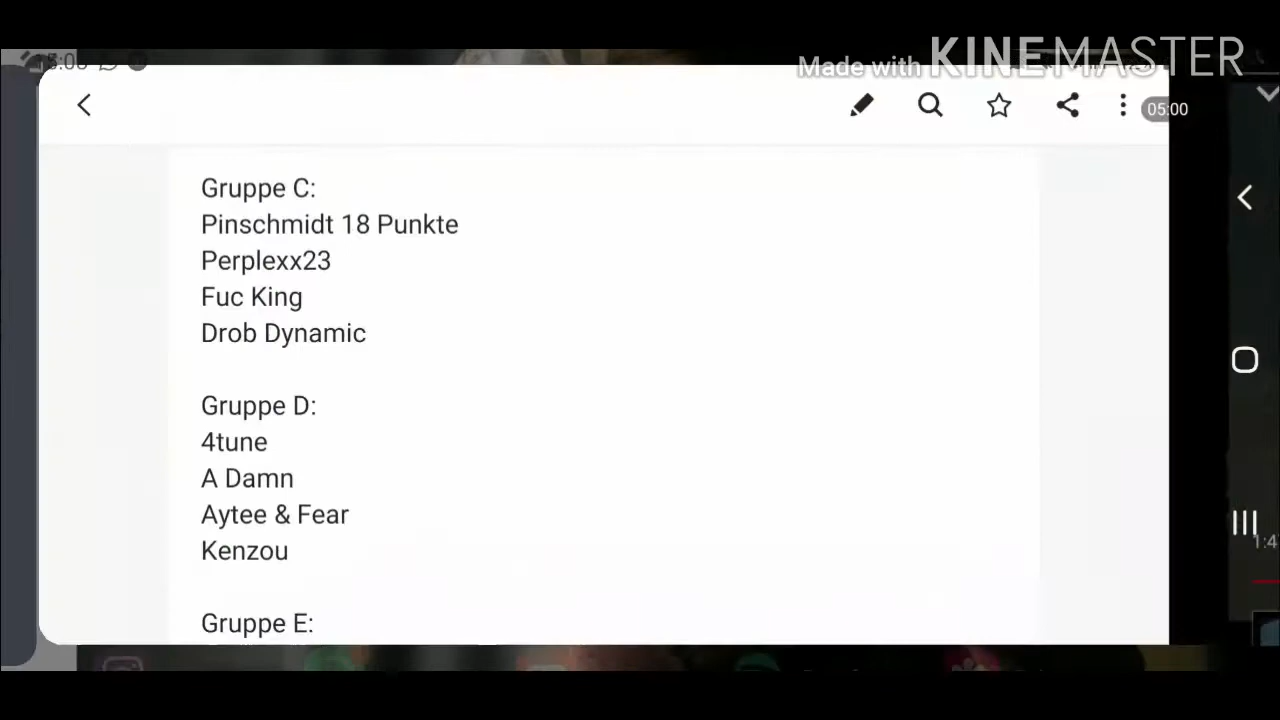 Made with KINEMASTER
05:00
Gruppe C:
Pinschmidt 18 Punkte
Perplexx23
Fuc King
Drob Dynamic
Gruppe D:
4tune
A Damn
Aytee & Fear
Kenzou
Gruppe E: